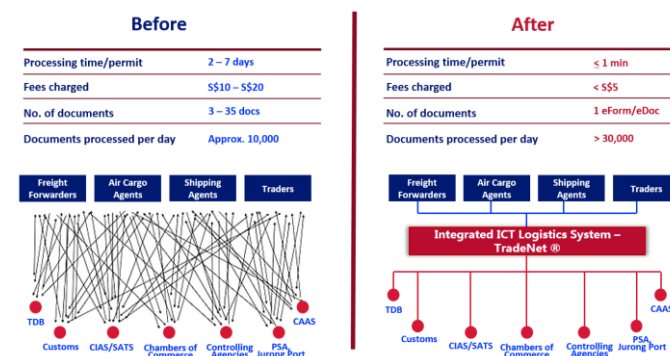 Before
Processing time/permit 2 – 7 days
Fees charged S$10 – S$20
No. of documents 3 – 35 docs
Documents processed per day Approx. 10,000
Freight Forwarders
Air Cargo Agents
Shipping Agents
Traders
TDB
Customs
CIAS/SATS
Chambers of Commerce
Controlling Agencies
PSA, Jurong Port
CAAS
After
Processing time/permit < 1 min
Fees charged < S$5
No. of documents 1 eForm/eDoc
Documents processed per day > 30,000
Freight Forwarders
Air Cargo Agents
Shipping Agents
Traders
Integrated ICT Logistics System –
TradeNet ®
TDB
Customs
CIAS/SATS
Chambers of Commerce
Controlling Agencies
PSA, Jurong Port
CAAS